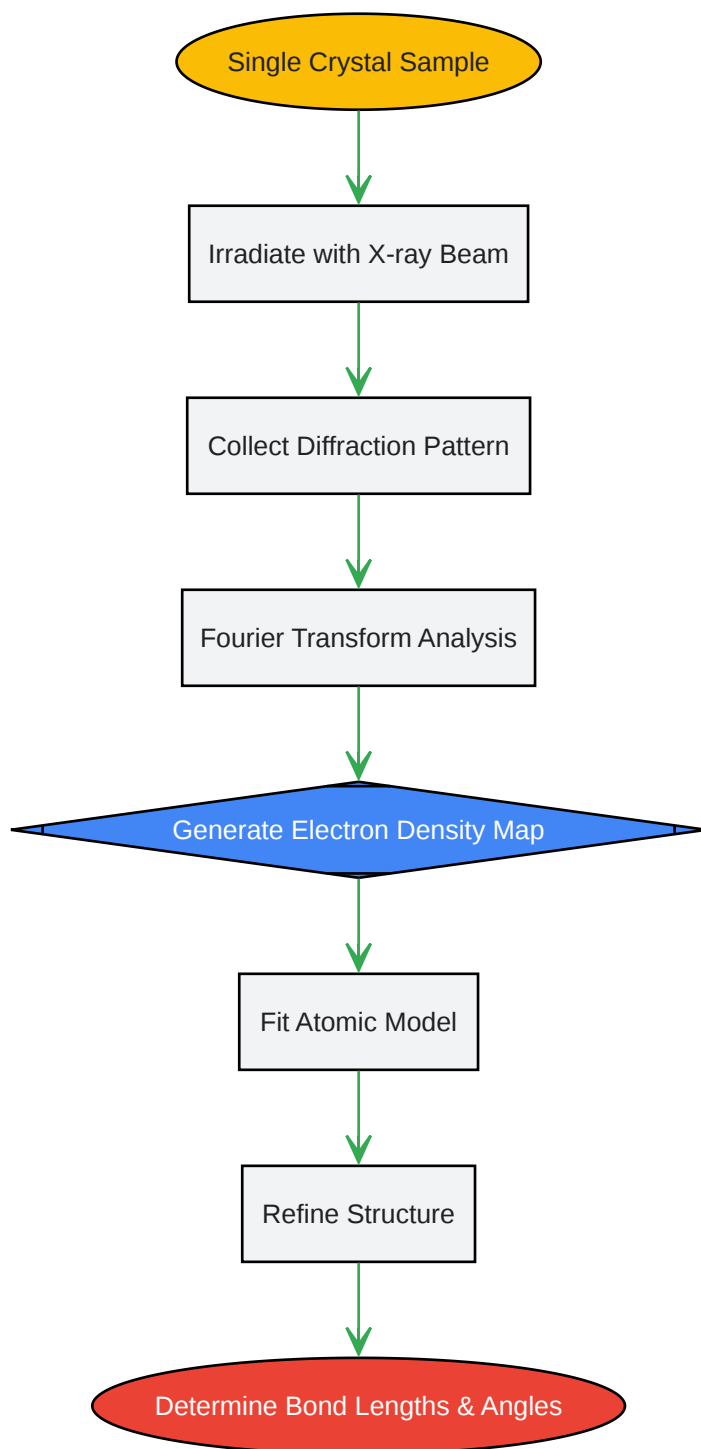 Single Crystal Sample
Irradiate with X-ray Beam
Collect Diffraction Pattern
Fourier Transform Analysis
Generate Electron Density Map
Fit Atomic Model
Refine Structure
Determine Bond Lengths & Angles